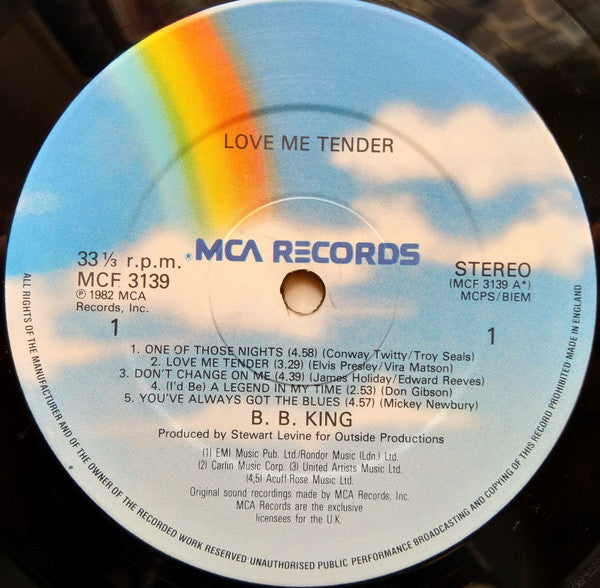 LOVE ME TENDER
® MCA RECORDS
33⅓ r.p.m.
MCF 3139
℗ 1982 MCA
Records, Inc.
1
STEREO
(MCF 3139 A*)
MCPS/BIEM
1
1. ONE OF THOSE NIGHTS (4.58) (Conway Twitty/Troy Seals)
2. LOVE ME TENDER (3.29) (Elvis Presley/Vira Matson)
3. DON'T CHANGE ON ME (4.39) (James Holiday/Edward Reeves)
4. (I'd Be) A LEGEND IN MY TIME (2.53) (Don Gibson)
5. YOU'VE ALWAYS GOT THE BLUES (4.57) (Mickey Newbury)
B. B. KING
Produced by Stewart Levine for Outside Productions
(1) EMI Music Pub. Ltd/Rondor Music (Ldn.) Ltd.
(2) Carlin Music Corp. (3) United Artists Music Ltd.
(4,5) Acuff-Rose Music Ltd.
Original sound recordings made by MCA Records, Inc.
MCA Records are the exclusive
licensees for the U.K.
ALL RIGHTS OF THE MANUFACTURER AND OF THE OWNER OF THE RECORDED WORK RESERVED·UNAUTHORISED PUBLIC PERFORMANCE BROADCASTING AND COPYING OF THIS RECORD PROHIBITED MADE IN ENGLAND